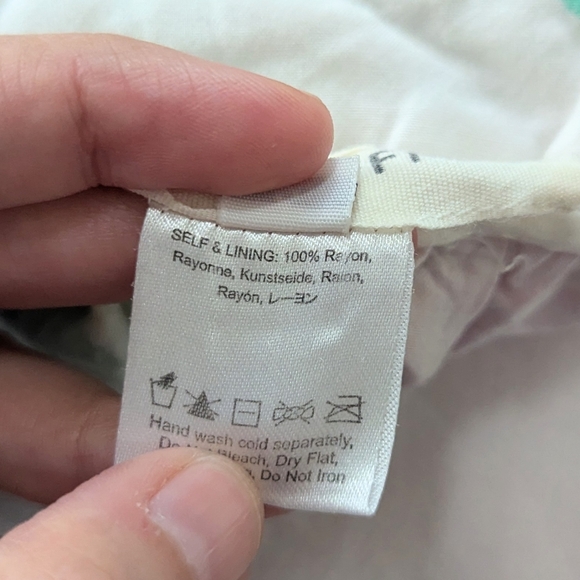 SELF & LINING: 100% Rayon,
Rayonne, Kunstseide, Raion,
Rayón, レーヨン
Hand wash cold separately,
Do Not Bleach, Dry Flat,
Do Not Iron